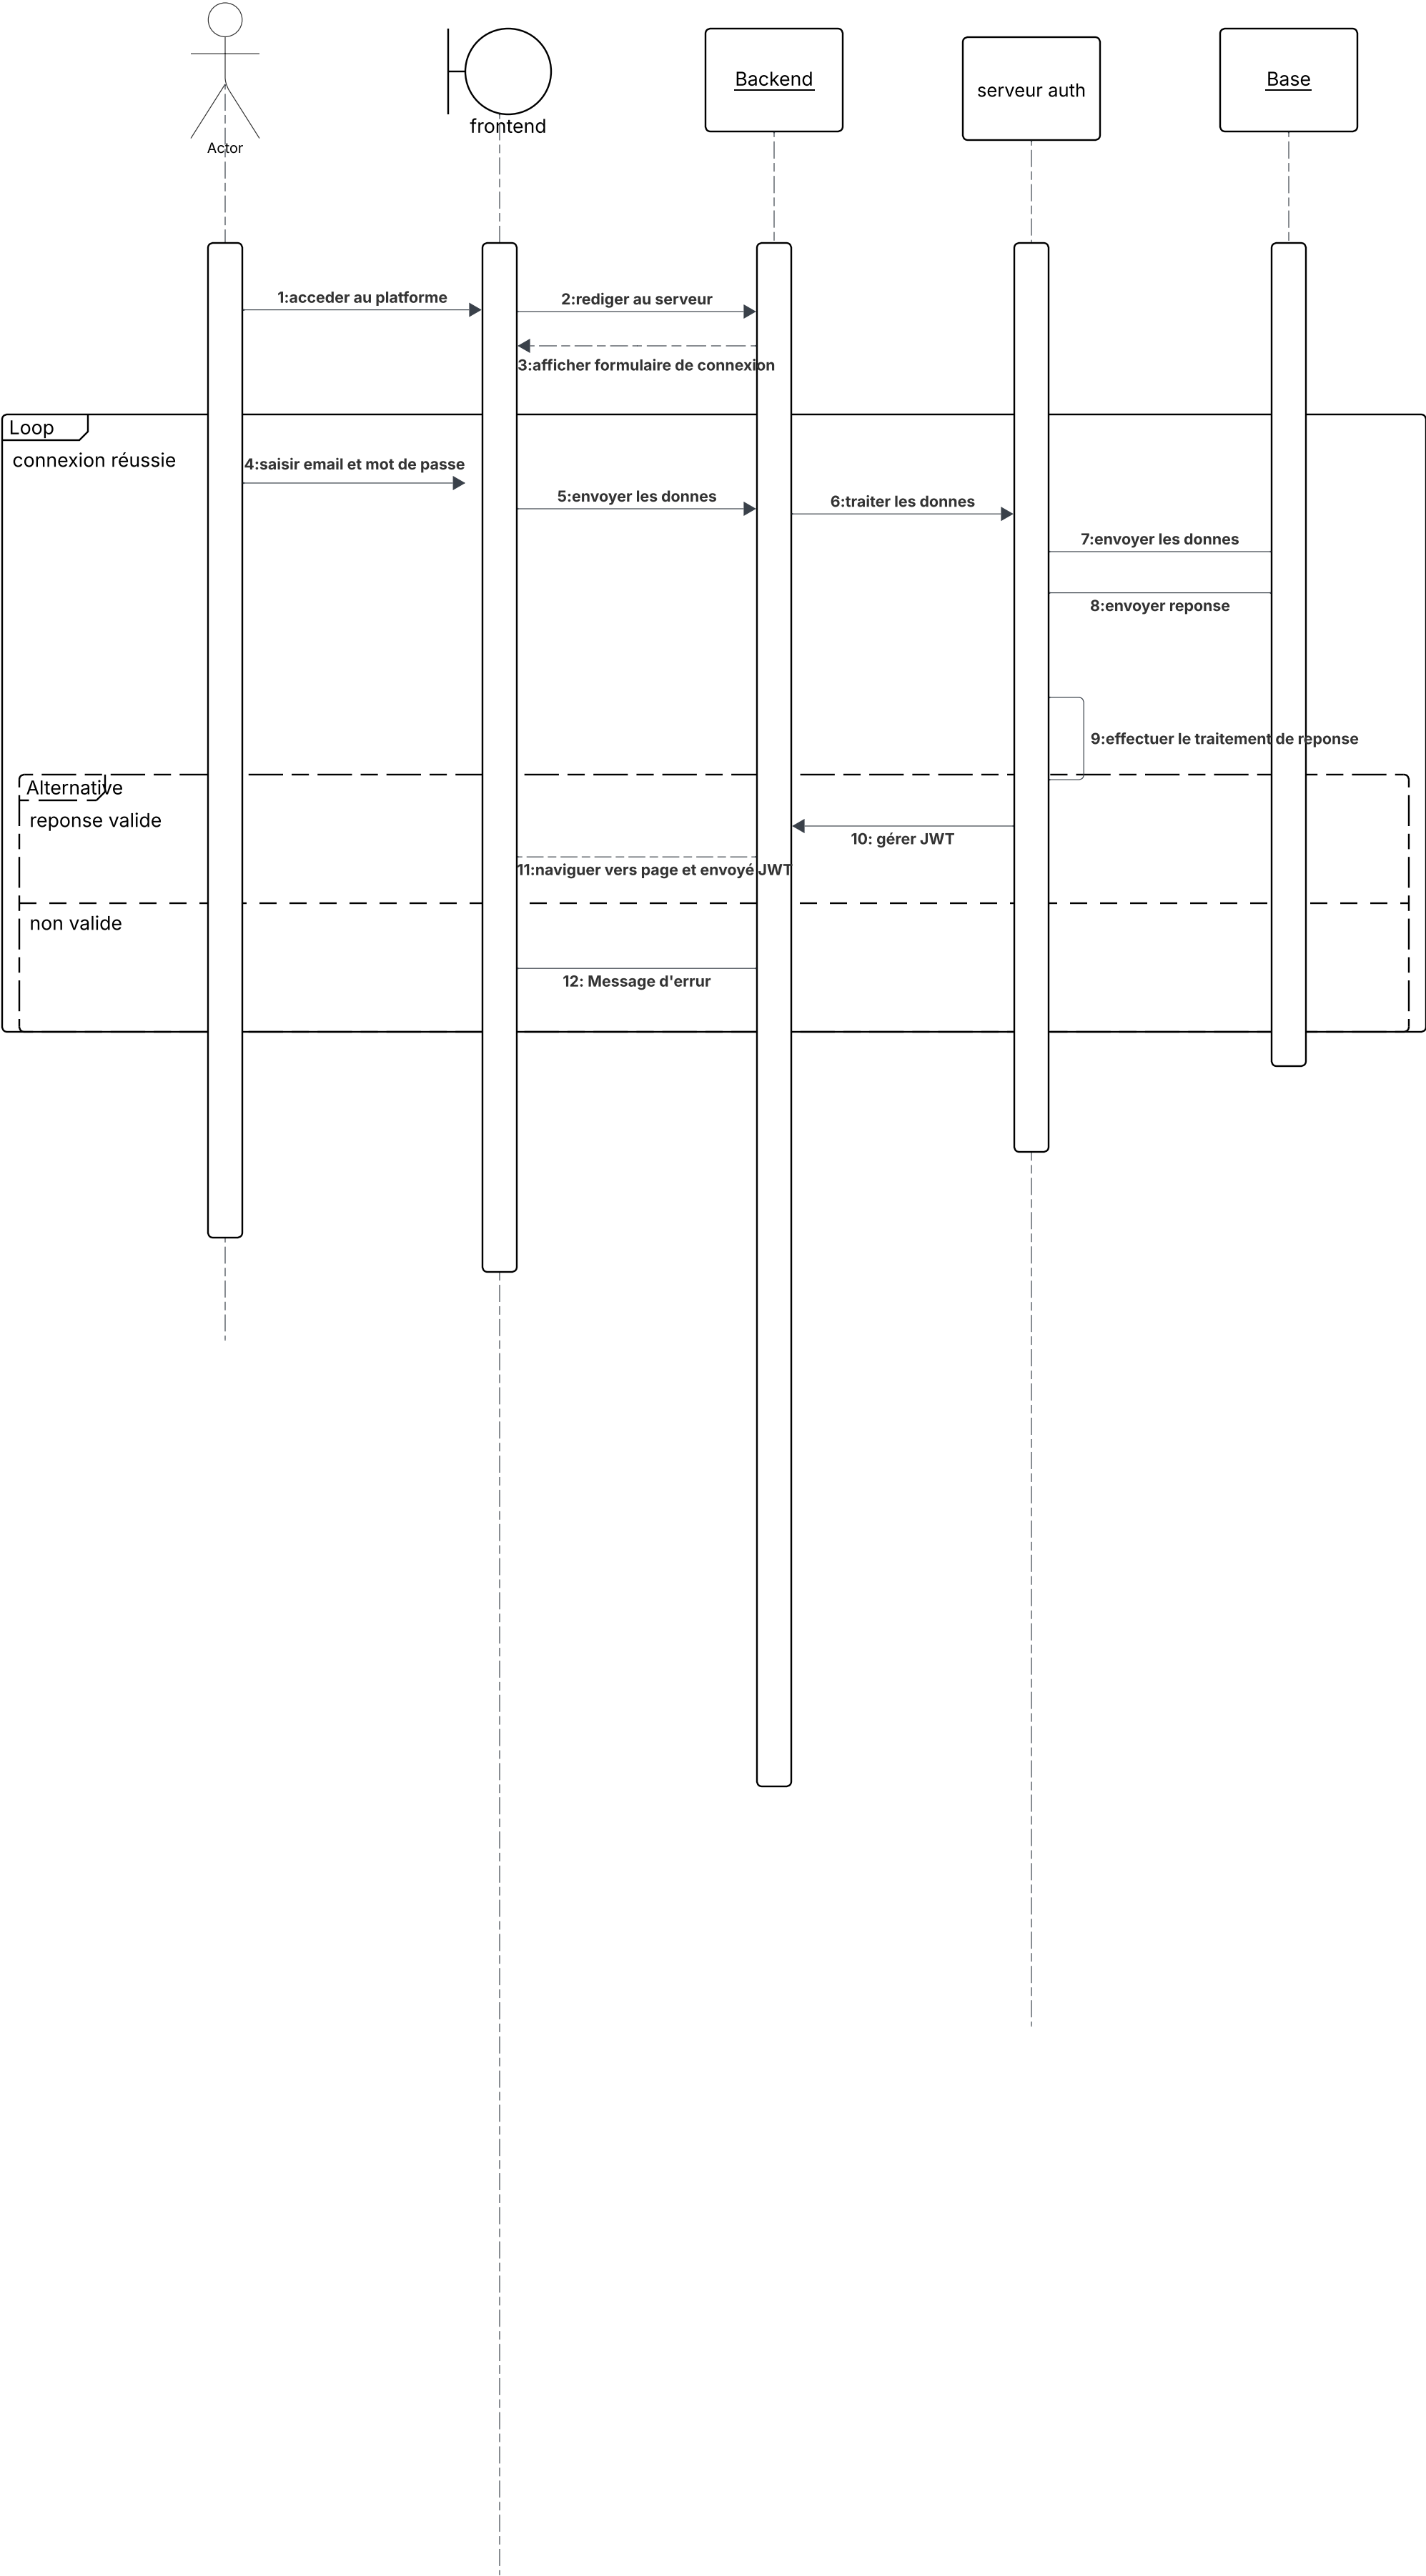 Actor
frontend
Backend
serveur auth
Base
1:acceder au platforme
2:rediger au serveur
3:afficher formulaire de connexion
Loop
connexion réussie
4:saisir email et mot de passe
5:envoyer les donnes
6:traiter les donnes
7:envoyer les donnes
8:envoyer reponse
9:effectuer le traitement de reponse
Alternative
reponse valide
10: gérer JWT
11:naviguer vers page et envoyé JWT
non valide
12: Message d'errur